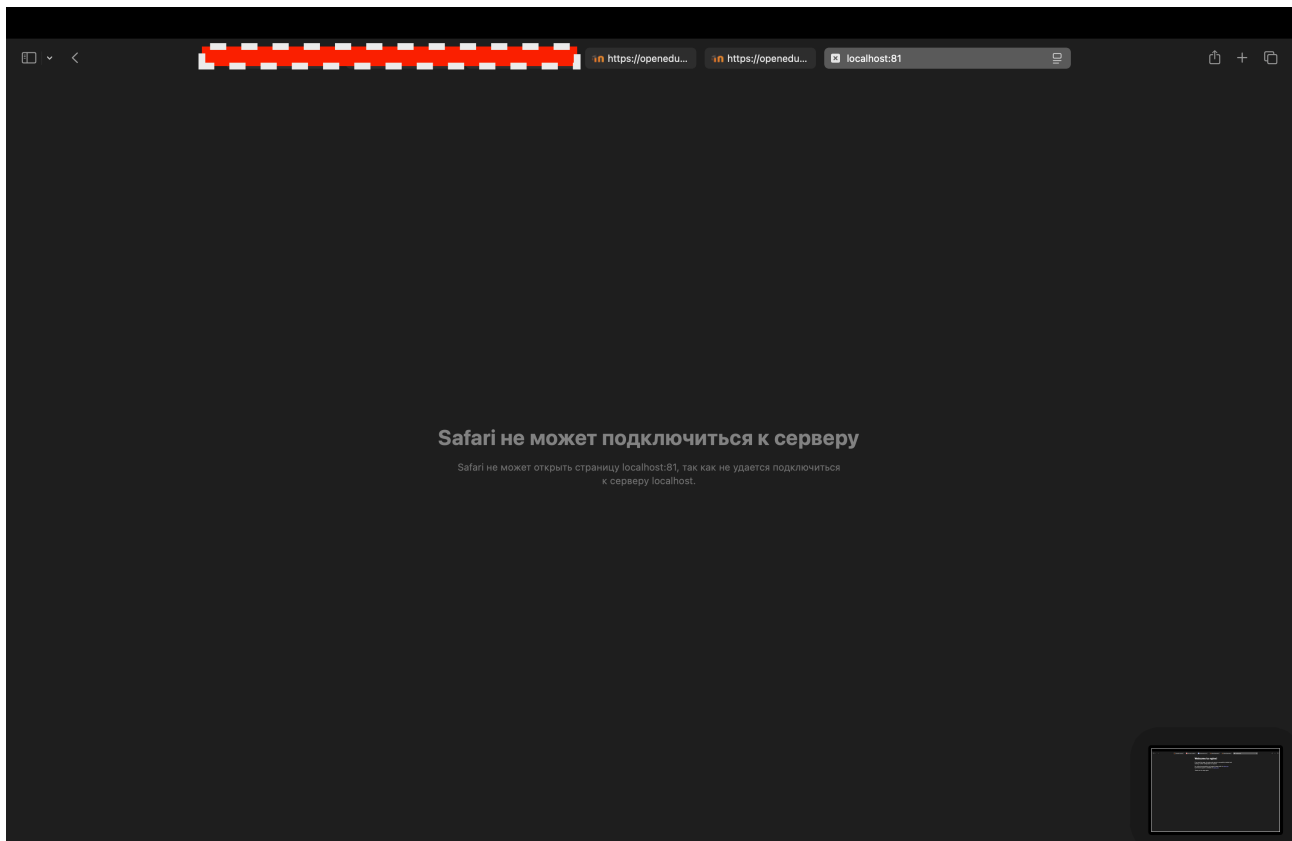 https://openedu...
https://openedu...
localhost:81
Safari не может подключиться к серверу
Safari не может открыть страницу localhost:81, так как не удается подключиться
к серверу localhost.